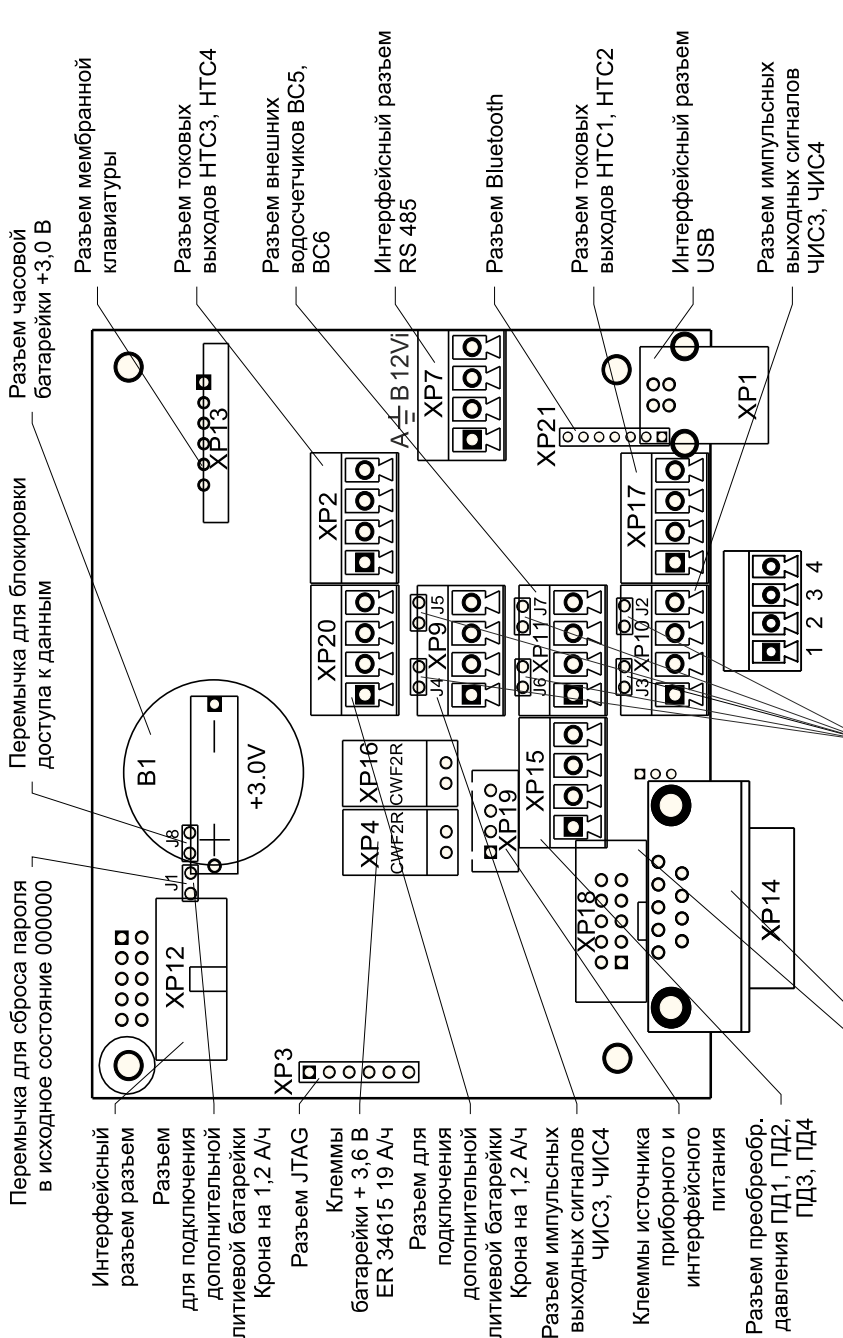 Перемычка для сброса пароля
в исходное состояние 000000
Перемычка для блокировки
доступа к данным
Разъем часовой
батарейки +3,0 В
Разъем мембранной
клавиатуры
Разъем токовых
выходов НТС3, НТС4
Разъем внешних
водосчетчиков ВС5,
ВС6
Интерфейсный разъем
RS 485
Разъем Bluetooth
Разъем токовых
выходов НТС1, НТС2
Интерфейсный разъем
USB
Разъем импульсных
выходных сигналов
ЧИС3, ЧИС4
Интерфейсный
разъем разъем
Разъем
для подключения
дополнительной
литиевой батарейки
Крона на 1,2 А/ч
Разъем JTAG
Клеммы
батарейки + 3,6 В
ER 34615 19 А/ч
Разъем для
подключения
дополнительной
литиевой батарейки
Крона на 1,2 А/ч
Разъем импульсных
выходных сигналов
ЧИС3, ЧИС4
Клеммы источника
приборного и
интерфейсного
питания
Разъем преобреобр.
давления ПД1, ПД2,
ПД3, ПД4
XP12
J1
J8
B1
+3.0V
XP13
XP3
XP4
CWF2R
XP16
CWF2R
XP20
XP2
A
B
12Vi
XP7
J4
XP9
J5
XP19
XP15
J6
XP11
J7
XP21
XP18
XP14
J3
XP10
J2
XP17
XP1
1 2 3 4